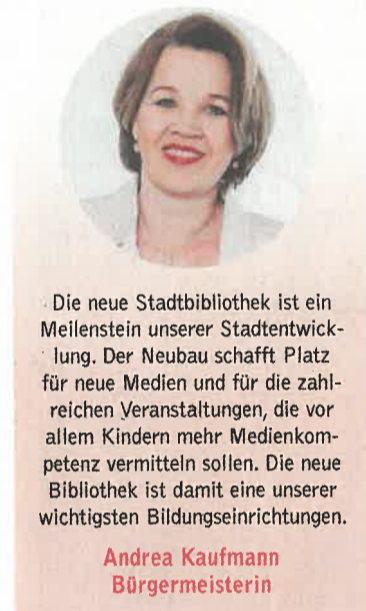 Die neue Stadtbibliothek ist ein
Meilenstein unserer Stadtentwick-
lung. Der Neubau schafft Platz
für neue Medien und für die zahl-
reichen Veranstaltungen, die vor
allem Kindern mehr Medienkom-
petenz vermitteln sollen. Die neue
Bibliothek ist damit eine unserer
wichtigsten Bildungseinrichtungen.
Andrea Kaufmann
Bürgermeisterin